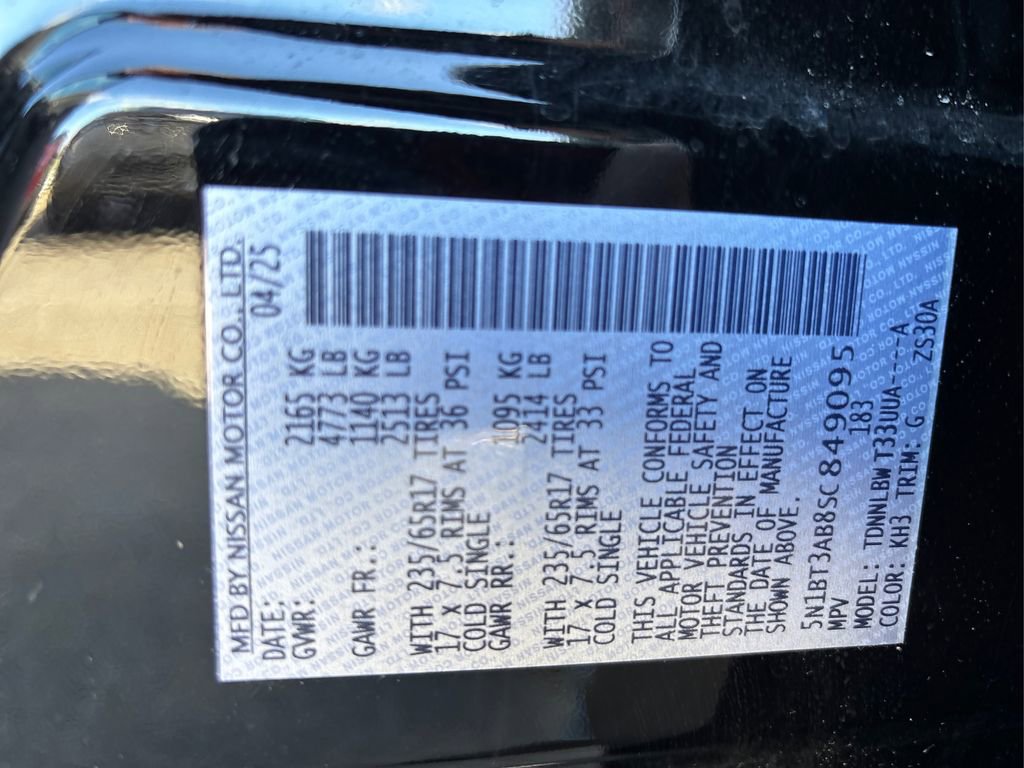 MFD BY NISSAN MOTOR CO., LTD.
DATE: 04/25
GVWR: 2165 KG
4773 LB
GAWR FR.: 1140 KG
2513 LB
WITH 235/65R17 TIRES
17 X 7.5 RIMS AT 36 PSI
COLD SINGLE
GAWR RR.: 1095 KG
2414 LB
WITH 235/65R17 TIRES
17 X 7.5 RIMS AT 33 PSI
COLD SINGLE
THIS VEHICLE CONFORMS TO
ALL APPLICABLE FEDERAL
MOTOR VEHICLE SAFETY AND
THEFT PREVENTION
STANDARDS IN EFFECT ON
THE DATE OF MANUFACTURE
SHOWN ABOVE.
5N1BT3AB8SC849095
MPV 183
MODEL: TDNNLBWT33UUA----A
COLOR: KH3 TRIM: G ZS30A